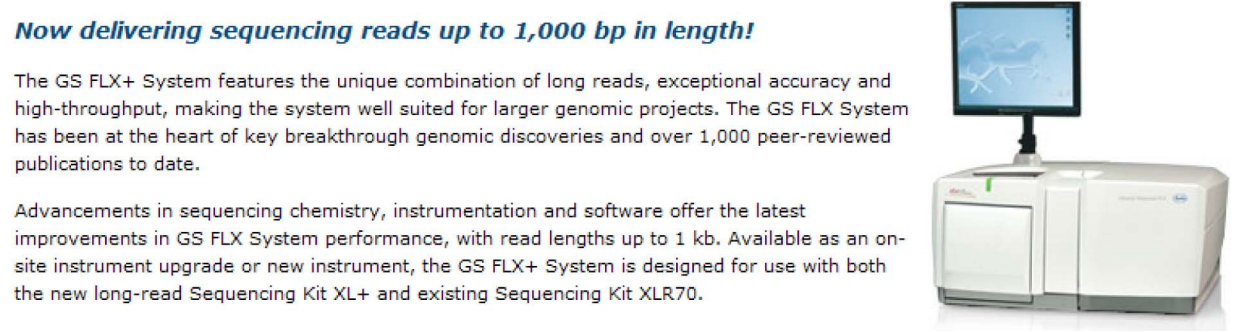 Now delivering sequencing reads up to 1,000 bp in length!
The GS FLX+ System features the unique combination of long reads, exceptional accuracy and
high-throughput, making the system well suited for larger genomic projects. The GS FLX System
has been at the heart of key breakthrough genomic discoveries and over 1,000 peer-reviewed
publications to date.
Advancements in sequencing chemistry, instrumentation and software offer the latest
improvements in GS FLX System performance, with read lengths up to 1 kb. Available as an on-
site instrument upgrade or new instrument, the GS FLX+ System is designed for use with both
the new long-read Sequencing Kit XL+ and existing Sequencing Kit XLR70.